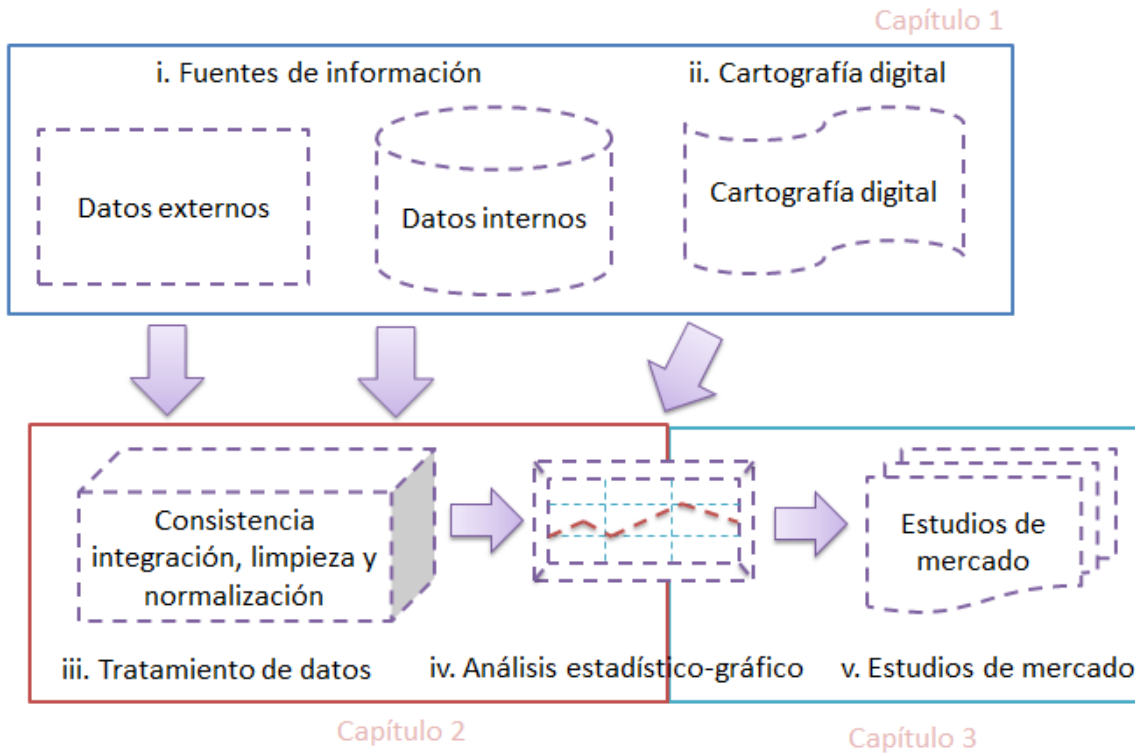 Capítulo 1
i. Fuentes de información
ii. Cartografía digital
Datos externos
Datos internos
Cartografía digital
Consistencia
integración, limpieza y
normalización
Estudios de
mercado
iii. Tratamiento de datos
iv. Análisis estadístico-gráfico
v. Estudios de mercado
Capítulo 2
Capítulo 3